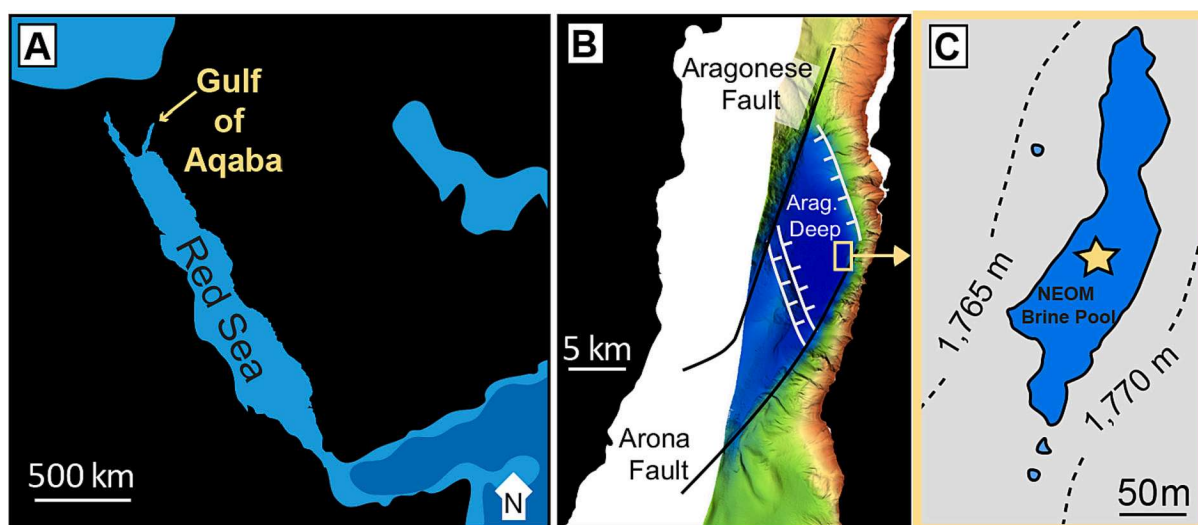 A
Gulf
of
Aqaba
Red Sea
500 km
N
B
Aragonese
Fault
Arag.
Deep
5 km
Arona
Fault
C
1,765 m
NEOM
Brine Pool
1,770 m
50m